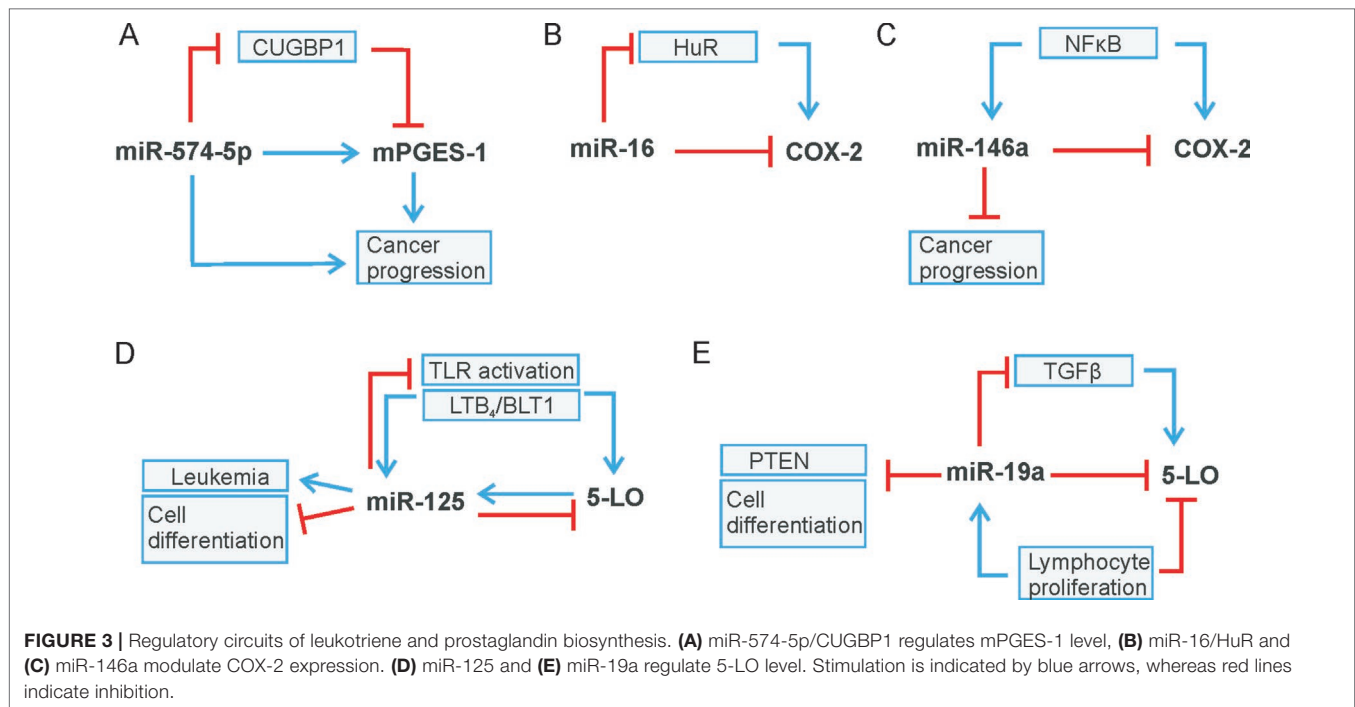 A
CUGBP1
miR-574-5p
mPGES-1
Cancer
progression
B
HuR
miR-16
COX-2
C
NFκB
miR-146a
COX-2
Cancer
progression
D
TLR activation
LTB₄/BLT1
Leukemia
Cell
differentiation
miR-125
5-LO
E
TGFβ
PTEN
Cell
differentiation
miR-19a
5-LO
Lymphocyte
proliferation
FIGURE 3 | Regulatory circuits of leukotriene and prostaglandin biosynthesis. (A) miR-574-5p/CUGBP1 regulates mPGES-1 level, (B) miR-16/HuR and
(C) miR-146a modulate COX-2 expression. (D) miR-125 and (E) miR-19a regulate 5-LO level. Stimulation is indicated by blue arrows, whereas red lines
indicate inhibition.